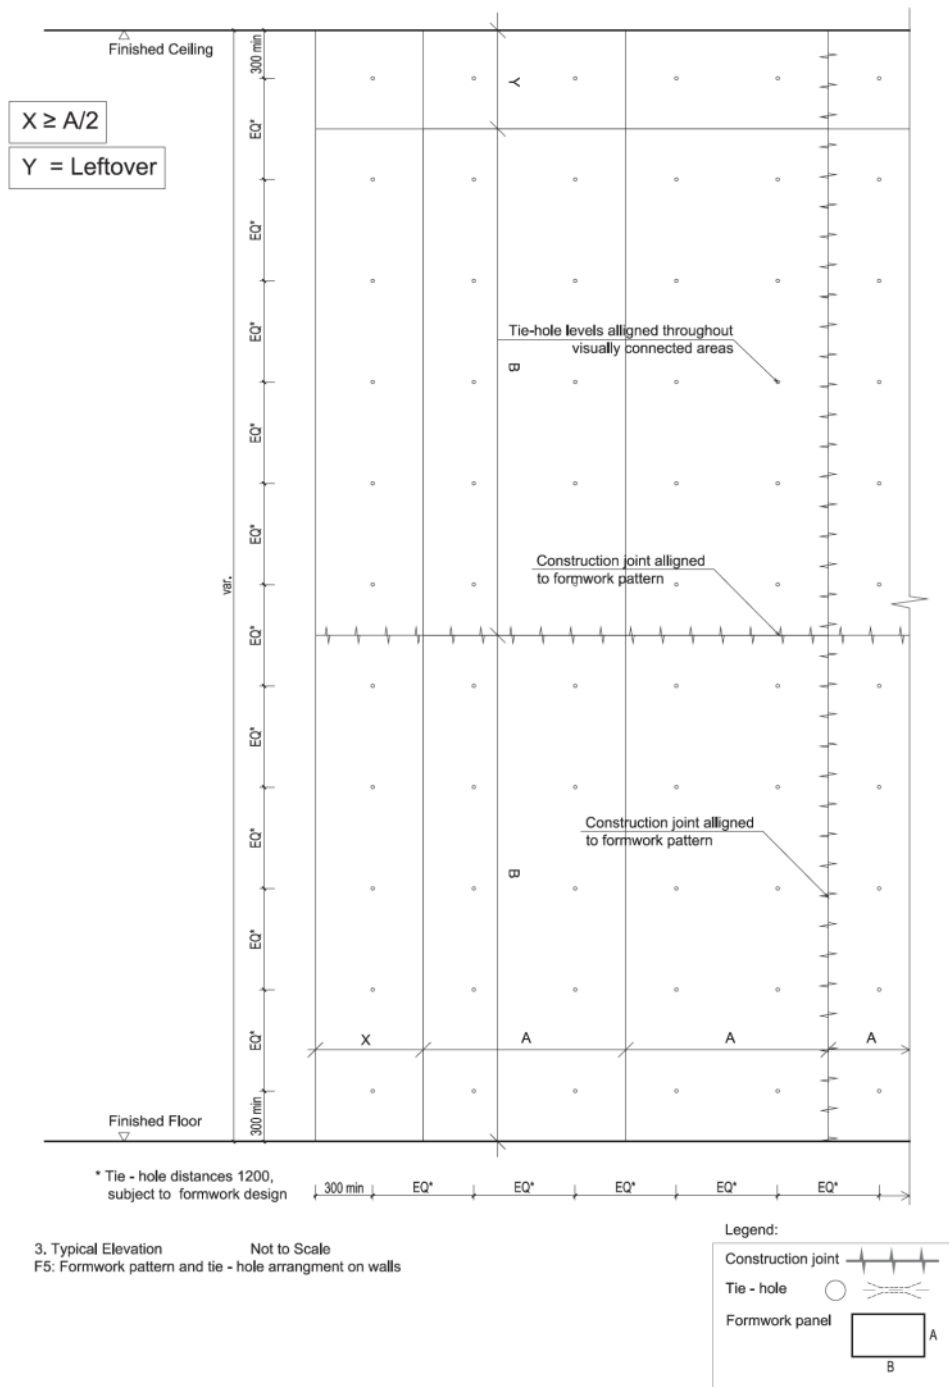 Finished Ceiling
X ≥ A/2
Y = Leftover
300 min
EQ*
EQ*
EQ*
EQ*
EQ*
EQ*
EQ*
EQ*
EQ*
EQ*
300 min
var.
Y
B
B
Tie-hole levels alligned throughout
visually connected areas
Construction joint alligned
to formwork pattern
Construction joint alligned
to formwork pattern
X
A
A
A
Finished Floor
* Tie - hole distances 1200,
subject to formwork design
300 min
EQ*
EQ*
EQ*
EQ*
EQ*
3. Typical Elevation
Not to Scale
F5: Formwork pattern and tie - hole arrangment on walls
Legend:
Construction joint
Tie - hole
Formwork panel
A
B